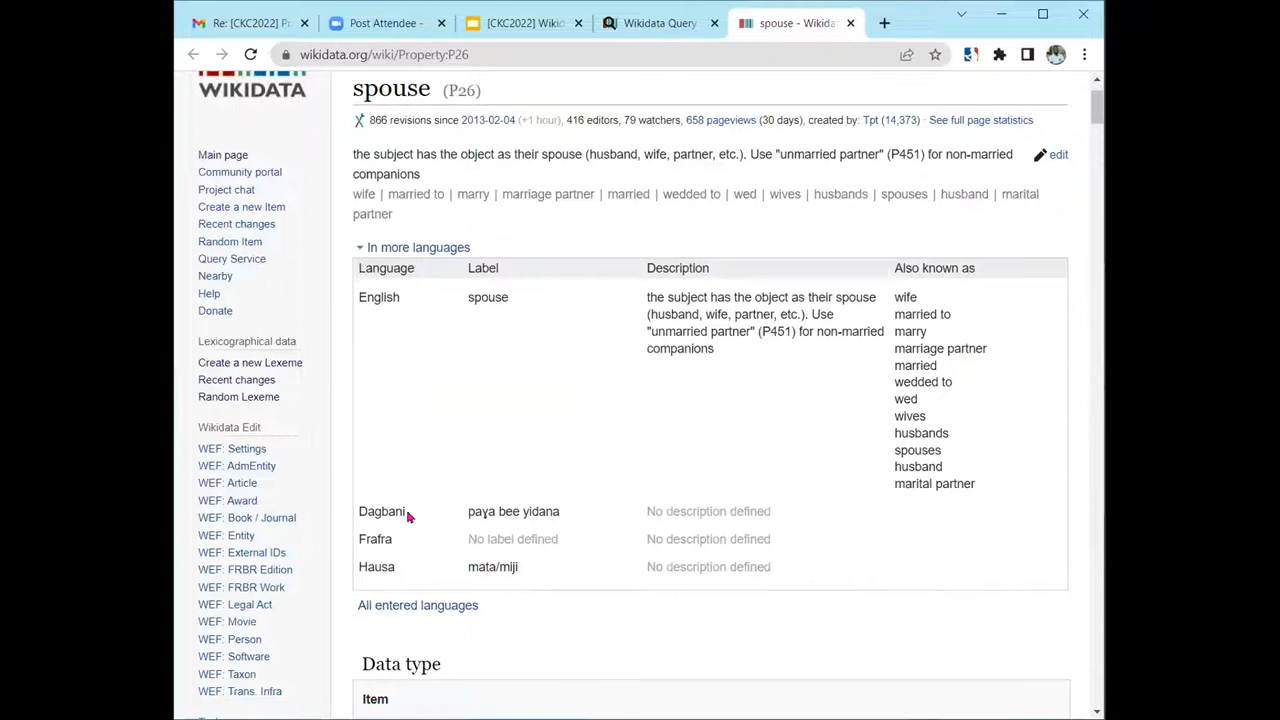 Re: [CKC2022] P
Post Attendee -
[CKC2022] Wikid
Wikidata Query
spouse - Wikida
wikidata.org/wiki/Property:P26
WIKIDATA
Main page
Community portal
Project chat
Create a new Item
Recent changes
Random Item
Query Service
Nearby
Help
Donate
Lexicographical data
Create a new Lexeme
Recent changes
Random Lexeme
Wikidata Edit
WEF: Settings
WEF: AdmEntity
WEF: Article
WEF: Award
WEF: Book / Journal
WEF: Entity
WEF: External IDs
WEF: FRBR Edition
WEF: FRBR Work
WEF: Legal Act
WEF: Movie
WEF: Person
WEF: Software
WEF: Taxon
WEF: Trans. Infra
spouse (P26)
866 revisions since 2013-02-04 (+1 hour), 416 editors, 79 watchers, 658 pageviews (30 days), created by: Tpt (14,373) · See full page statistics
the subject has the object as their spouse (husband, wife, partner, etc.). Use "unmarried partner" (P451) for non-married
companions
edit
wife | married to | marry | marriage partner | married | wedded to | wed | wives | husbands | spouses | husband | marital
partner
In more languages
Language Label Description Also known as
English spouse the subject has the object as their spouse wife
(husband, wife, partner, etc.). Use married to
"unmarried partner" (P451) for non-married marry
companions marriage partner
married
wedded to
wed
wives
husbands
spouses
husband
marital partner
Dagbani paɣa bee yidana No description defined
Frafra No label defined No description defined
Hausa mata/miji No description defined
All entered languages
Data type
Item